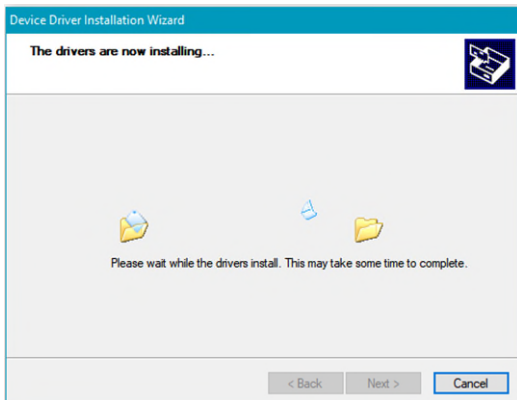 Device Driver Installation Wizard
The drivers are now installing...
Please wait while the drivers install. This may take some time to complete.
< Back Next > Cancel